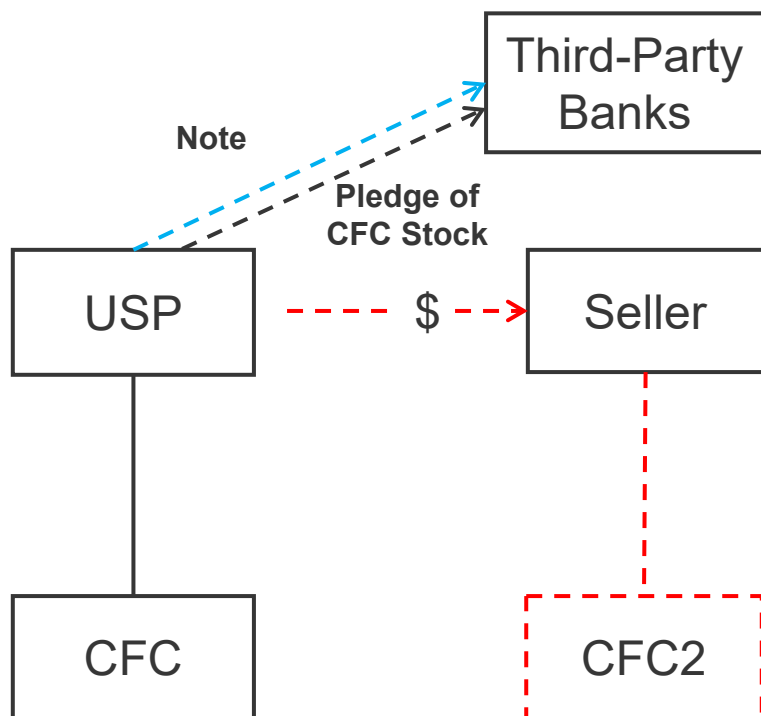 Third-Party
Banks
Note
Pledge of
CFC Stock
USP
$
Seller
CFC
CFC2